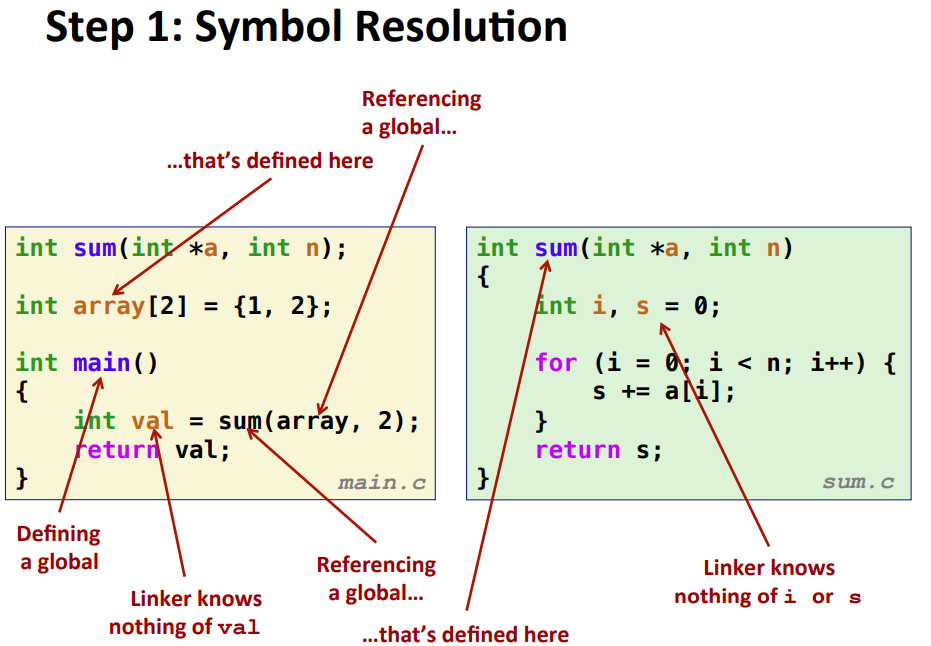 Step 1: Symbol Resolution
Referencing
a global…
…that's defined here
int sum(int *a, int n);
int array[2] = {1, 2};
int main()
{
    int val = sum(array, 2);
    return val;
}
main.c
int sum(int *a, int n)
{
    int i, s = 0;
    for (i = 0; i < n; i++) {
        s += a[i];
    }
    return s;
}
sum.c
Defining
a global
Linker knows
nothing of val
Referencing
a global…
…that's defined here
Linker knows
nothing of i or s